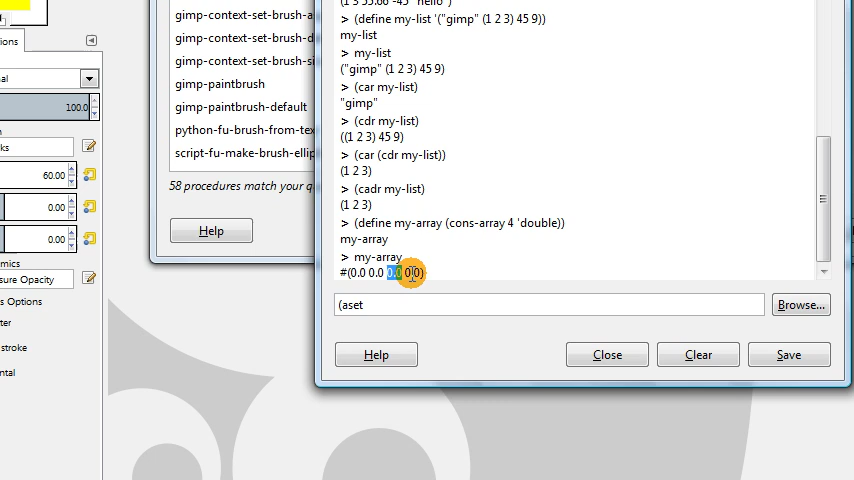 ions
al
100.0
ks
60.00
0.00
0.00
mics
sure Opacity
s Options
ter
stroke
ntal
gimp-context-set-brush-a
gimp-context-set-brush-d
gimp-context-set-brush-si
gimp-paintbrush
gimp-paintbrush-default
python-fu-brush-from-tex
script-fu-make-brush-ellip
58 procedures match your q
Help
(1 3 55.66 -45 "hello")
> (define my-list '("gimp" (1 2 3) 45 9))
my-list
> my-list
("gimp" (1 2 3) 45 9)
> (car my-list)
"gimp"
> (cdr my-list)
((1 2 3) 45 9)
> (car (cdr my-list))
(1 2 3)
> (cadr my-list)
(1 2 3)
> (define my-array (cons-array 4 'double))
my-array
> my-array
#(0.0 0.0 0.0 0.0)
(aset
Browse...
Help
Close
Clear
Save